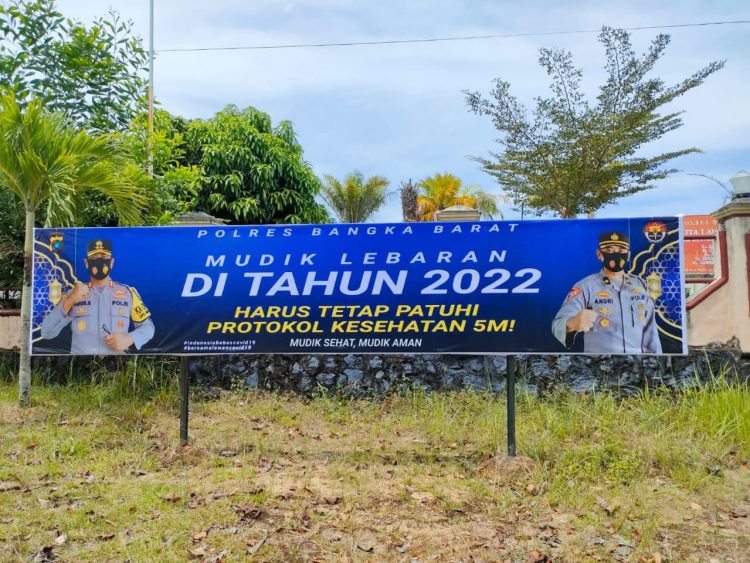 POLRES BANGKA BARAT
MUDIK LEBARAN
DI TAHUN 2022
HARUS TETAP PATUHI
PROTOKOL KESEHATAN 5M!
MUDIK SEHAT, MUDIK AMAN
#indonesiabebascovid19
#bersamalawancovid19
POLRI
ANDRI